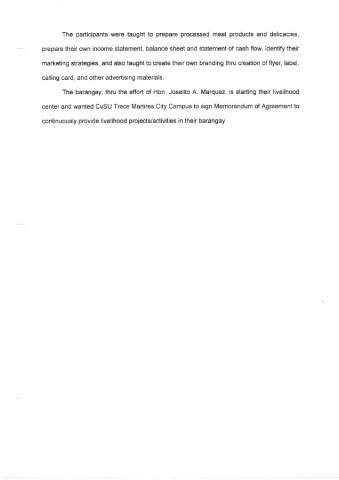 The participants were taught to prepare processed meat products and delicacies,
prepare their own income statement, balance sheet and statement of cash flow, identify their
marketing strategies, and also taught to create their own branding thru creation of flyer, label,
calling card, and other advertising materials.
The barangay, thru the effort of Hon. Joselito A. Marquez, is starting their livelihood
center and wanted CvSU Trece Martires City Campus to sign Memorandum of Agreement to
continuously provide livelihood projects/activities in their barangay.